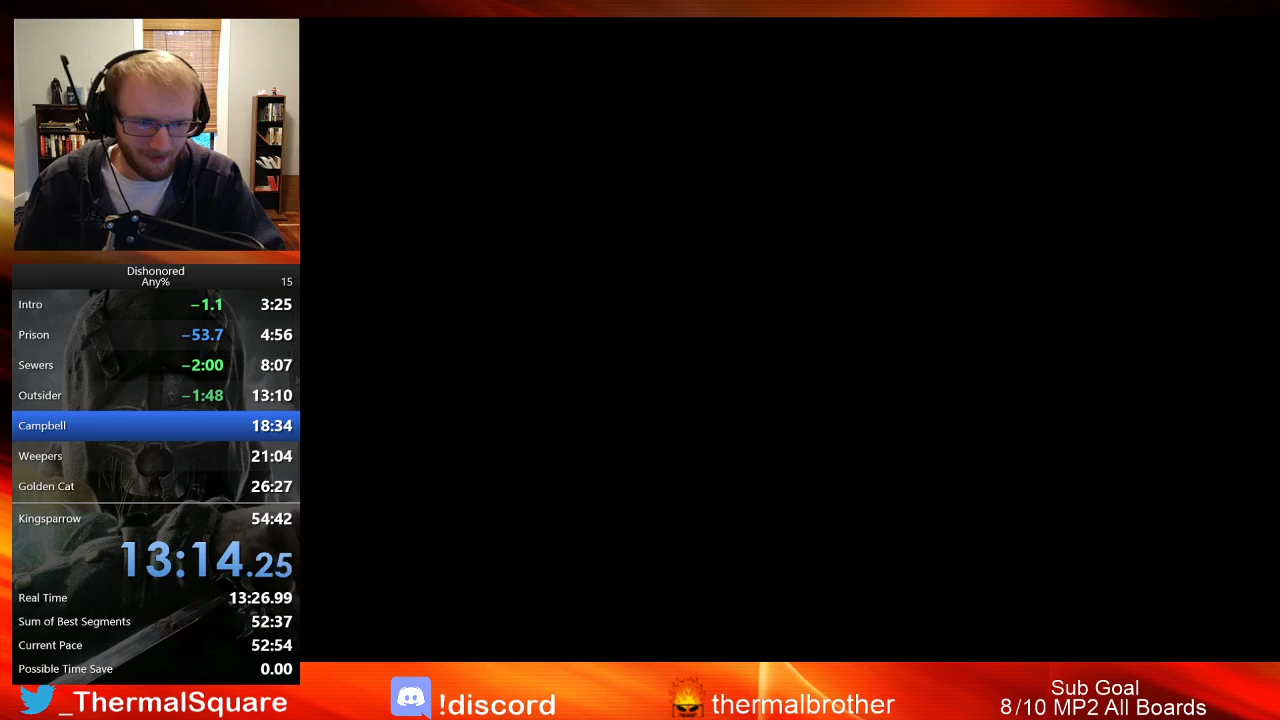 Dishonored
Any%
15
Intro −1.1 3:25
Prison −53.7 4:56
Sewers −2:00 8:07
Outsider −1:48 13:10
Campbell 18:34
Weepers 21:04
Golden Cat 26:27
Kingsparrow 54:42
13:14.25
Real Time 13:26.99
Sum of Best Segments 52:37
Current Pace 52:54
Possible Time Save 0.00
_ThermalSquare
!discord
thermalbrother
Sub Goal
8/10 MP2 All Boards